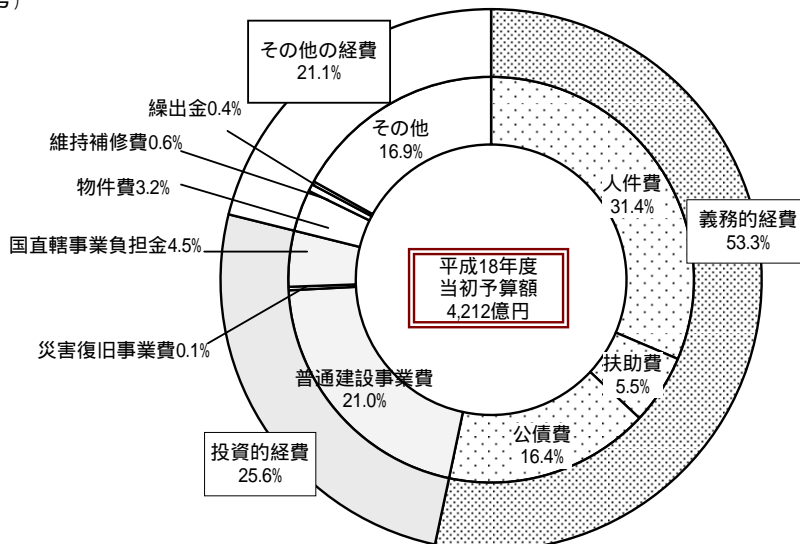 その他の経費
21.1%
繰出金0.4%
維持補修費0.6%
物件費3.2%
国直轄事業負担金4.5%
災害復旧事業費0.1%
その他
16.9%
人件費
31.4%
義務的経費
53.3%
平成18年度
当初予算額
4,212億円
扶助費
5.5%
普通建設事業費
21.0%
公債費
16.4%
投資的経費
25.6%